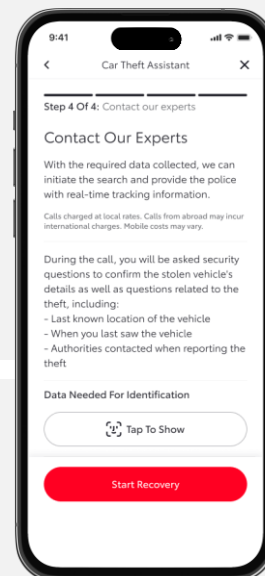 9:41
Car Theft Assistant
Step 4 Of 4: Contact our experts
Contact Our Experts
With the required data collected, we can
initiate the search and provide the police
with real-time tracking information.
Calls charged at local rates. Calls from abroad may incur
international charges. Mobile costs may vary.
During the call, you will be asked security
questions to confirm the stolen vehicle's
details as well as questions related to the
theft, including:
- Last known location of the vehicle
- When you last saw the vehicle
- Authorities contacted when reporting the
theft
Data Needed For Identification
Tap To Show
Start Recovery